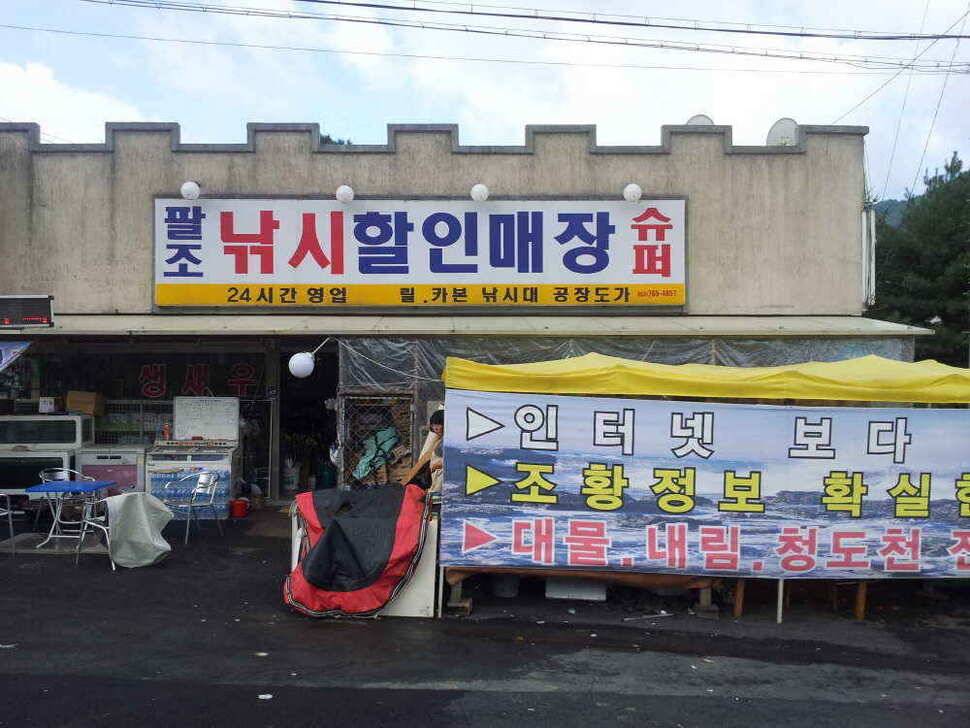 팔조 낚시할인매장 슈퍼
24시간 영업 릴.카본 낚시대 공장도가 769-4857
생새우
▷인터넷 보다
▶조황정보 확실
▶대물.내림.청도천